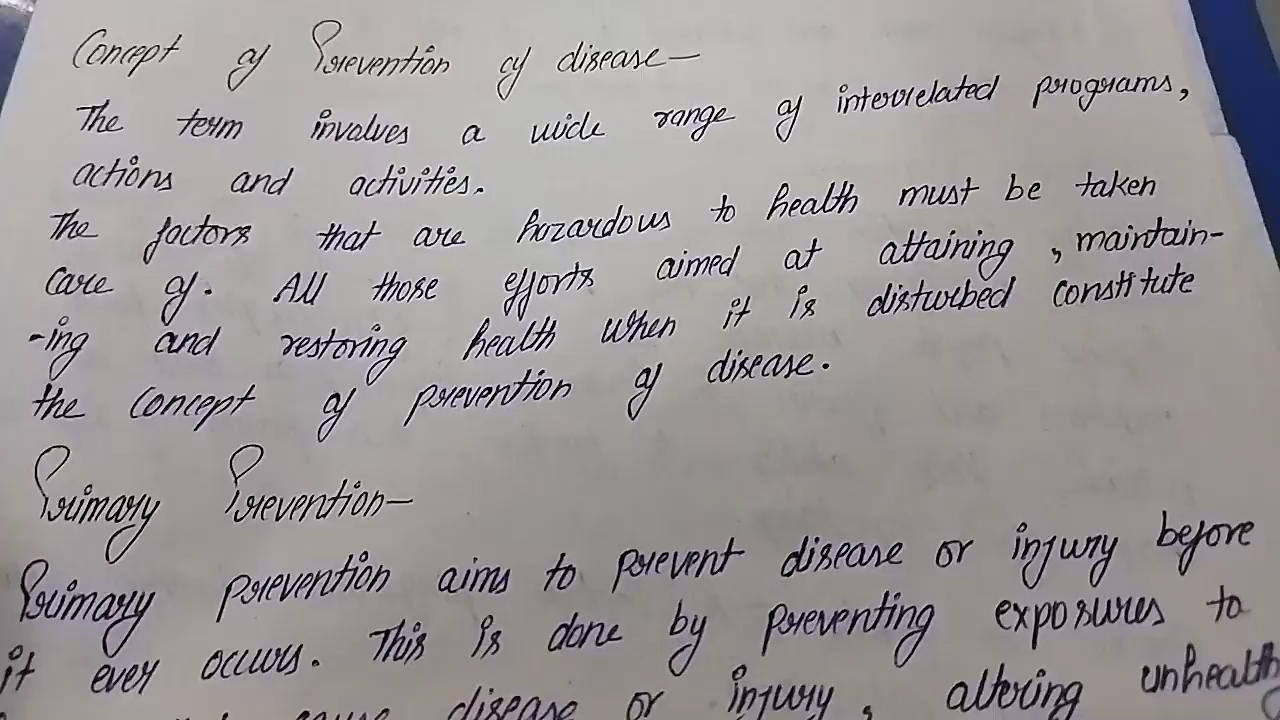 Concept of Prevention of disease—
The term involves a wide range of interrelated programs,
actions and activities.
The factors that are hazardous to health must be taken
care of. All those efforts aimed at attaining, maintain-
-ing and restoring health when it is disturbed constitute
the concept of prevention of disease.
Primary Prevention—
Primary prevention aims to prevent disease or injury before
it ever occurs. This is done by preventing exposures to
cause disease or injury, altering unhealth